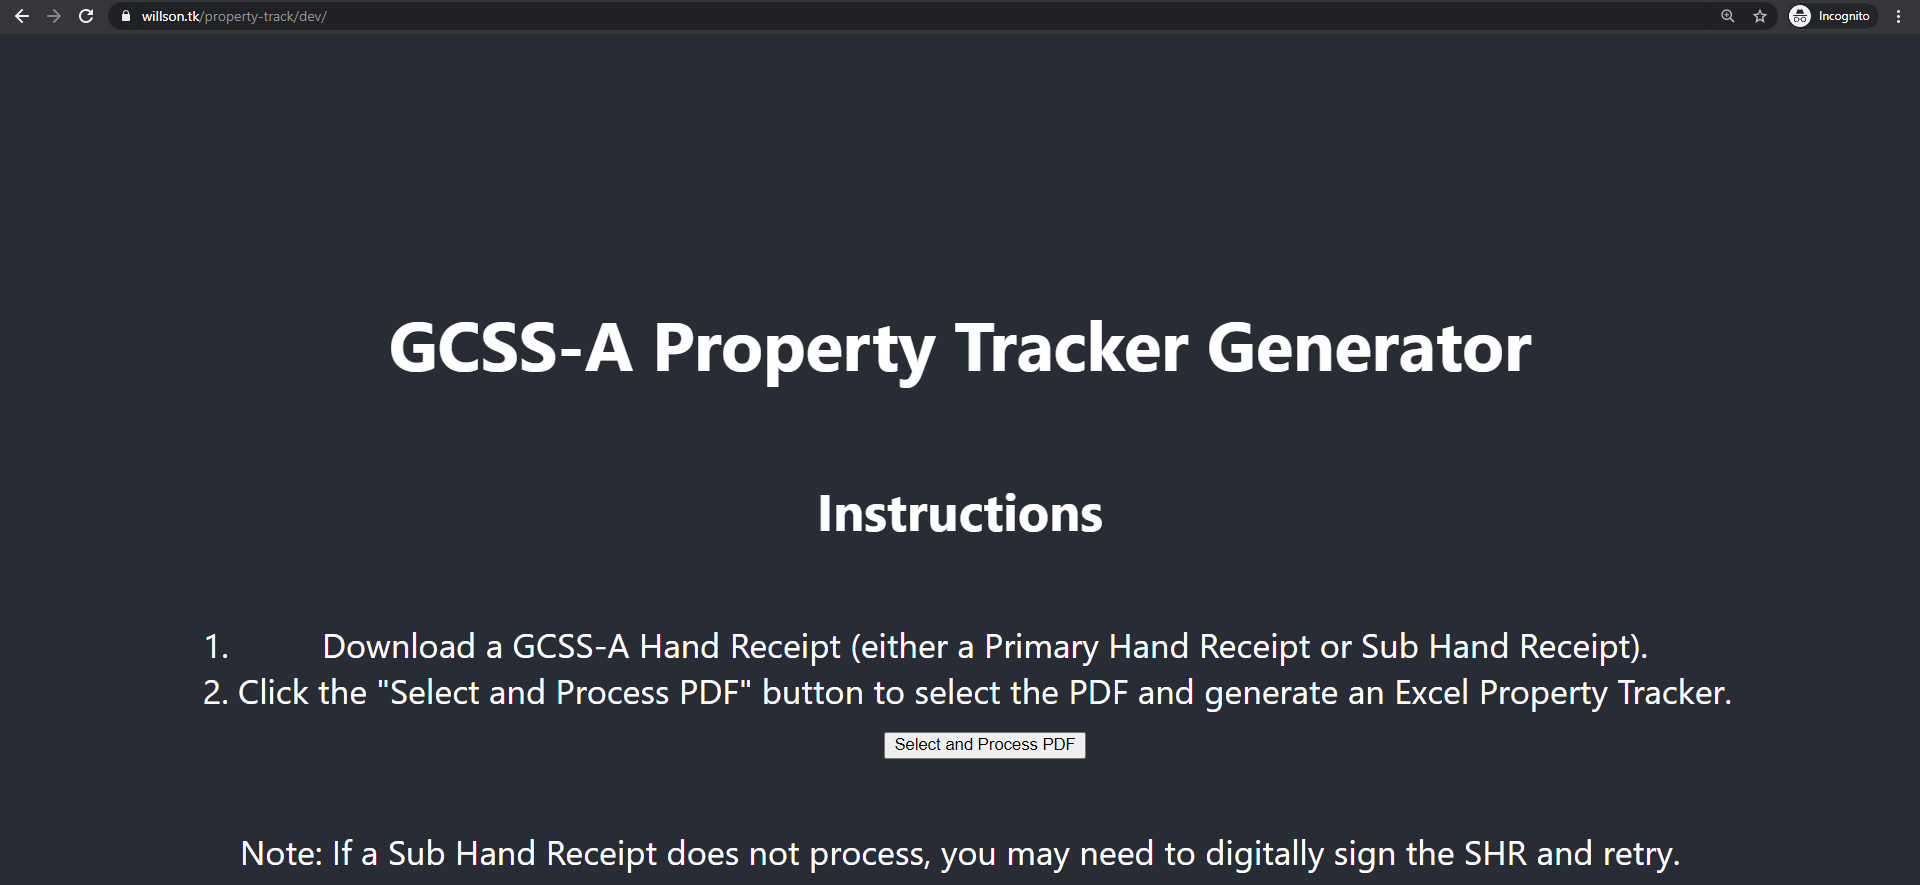 willson.tk/property-track/dev/
Incognito
GCSS-A Property Tracker Generator
Instructions
1. Download a GCSS-A Hand Receipt (either a Primary Hand Receipt or Sub Hand Receipt).
2. Click the "Select and Process PDF" button to select the PDF and generate an Excel Property Tracker.
Select and Process PDF
Note: If a Sub Hand Receipt does not process, you may need to digitally sign the SHR and retry.